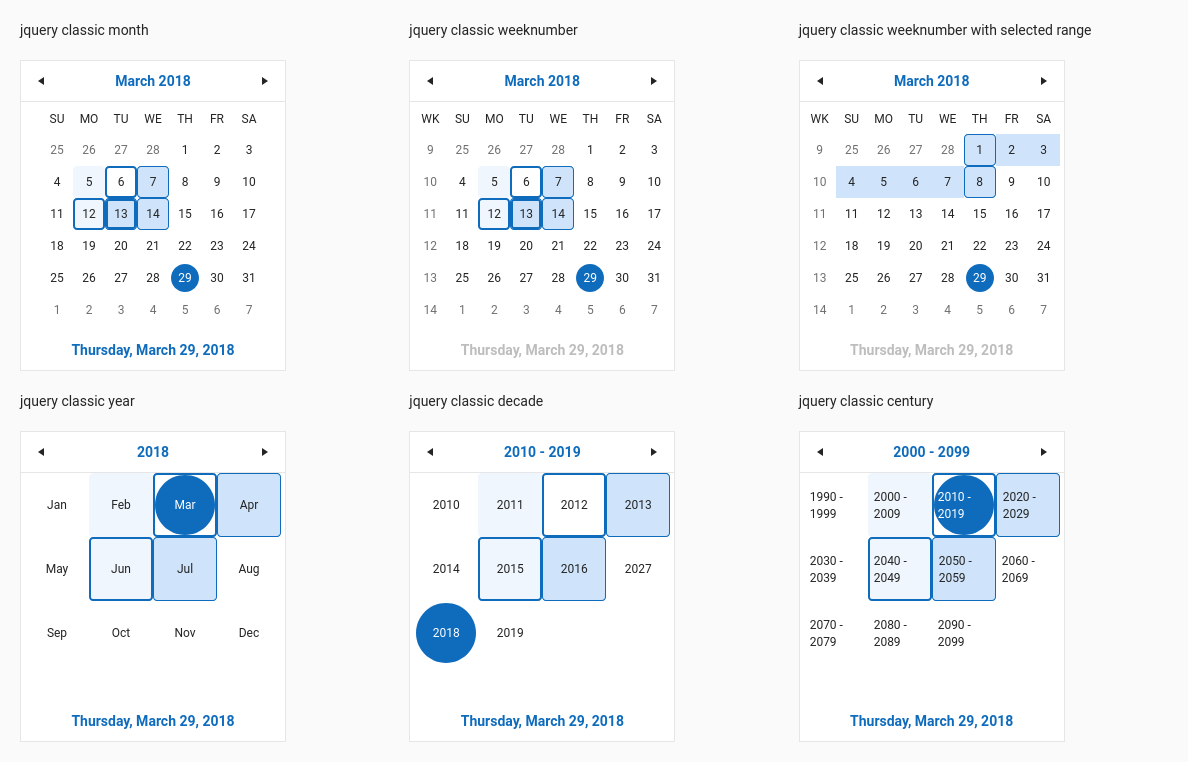 jquery classic month
March 2018
SU MO TU WE TH FR SA
25 26 27 28 1 2 3
4 5 6 7 8 9 10
11 12 13 14 15 16 17
18 19 20 21 22 23 24
25 26 27 28 29 30 31
1 2 3 4 5 6 7
Thursday, March 29, 2018
jquery classic weeknumber
March 2018
WK SU MO TU WE TH FR SA
9 25 26 27 28 1 2 3
10 4 5 6 7 8 9 10
11 11 12 13 14 15 16 17
12 18 19 20 21 22 23 24
13 25 26 27 28 29 30 31
14 1 2 3 4 5 6 7
Thursday, March 29, 2018
jquery classic weeknumber with selected range
March 2018
WK SU MO TU WE TH FR SA
9 25 26 27 28 1 2 3
10 4 5 6 7 8 9 10
11 11 12 13 14 15 16 17
12 18 19 20 21 22 23 24
13 25 26 27 28 29 30 31
14 1 2 3 4 5 6 7
Thursday, March 29, 2018
jquery classic year
2018
Jan Feb Mar Apr
May Jun Jul Aug
Sep Oct Nov Dec
Thursday, March 29, 2018
jquery classic decade
2010 - 2019
2010 2011 2012 2013
2014 2015 2016 2027
2018 2019
Thursday, March 29, 2018
jquery classic century
2000 - 2099
1990 - 2000 - 2010 - 2020 -
1999 2009 2019 2029
2030 - 2040 - 2050 - 2060 -
2039 2049 2059 2069
2070 - 2080 - 2090 -
2079 2089 2099
Thursday, March 29, 2018